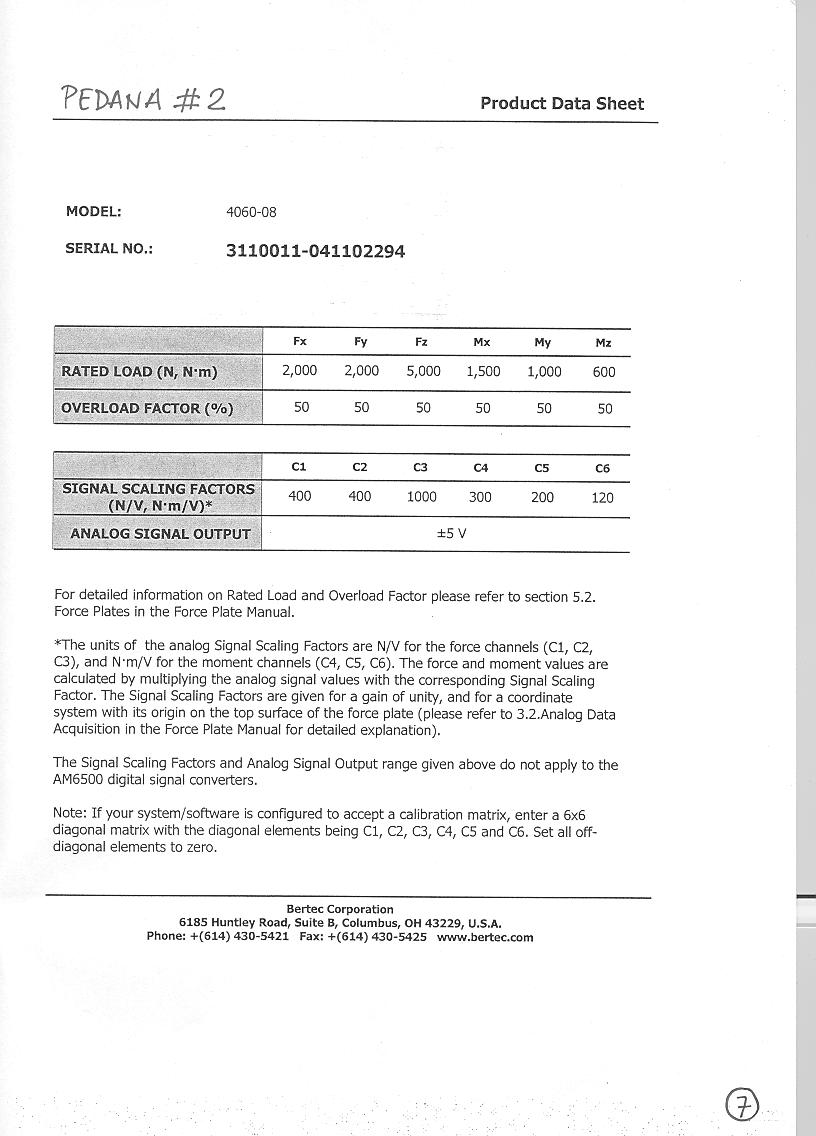 PEDANA #2
Product Data Sheet
MODEL: 4060-08
SERIAL NO.: 3110011-041102294
Fx Fy Fz Mx My Mz
RATED LOAD (N, N·m) 2,000 2,000 5,000 1,500 1,000 600
OVERLOAD FACTOR (%) 50 50 50 50 50 50
C1 C2 C3 C4 C5 C6
SIGNAL SCALING FACTORS
(N/V, N·m/V)* 400 400 1000 300 200 120
ANALOG SIGNAL OUTPUT ±5 V
For detailed information on Rated Load and Overload Factor please refer to section 5.2.
Force Plates in the Force Plate Manual.
*The units of the analog Signal Scaling Factors are N/V for the force channels (C1, C2,
C3), and N·m/V for the moment channels (C4, C5, C6). The force and moment values are
calculated by multiplying the analog signal values with the corresponding Signal Scaling
Factor. The Signal Scaling Factors are given for a gain of unity, and for a coordinate
system with its origin on the top surface of the force plate (please refer to 3.2.Analog Data
Acquisition in the Force Plate Manual for detailed explanation).
The Signal Scaling Factors and Analog Signal Output range given above do not apply to the
AM6500 digital signal converters.
Note: If your system/software is configured to accept a calibration matrix, enter a 6x6
diagonal matrix with the diagonal elements being C1, C2, C3, C4, C5 and C6. Set all off-
diagonal elements to zero.
Bertec Corporation
6185 Huntley Road, Suite B, Columbus, OH 43229, U.S.A.
Phone: +(614) 430-5421 Fax: +(614) 430-5425 www.bertec.com
7